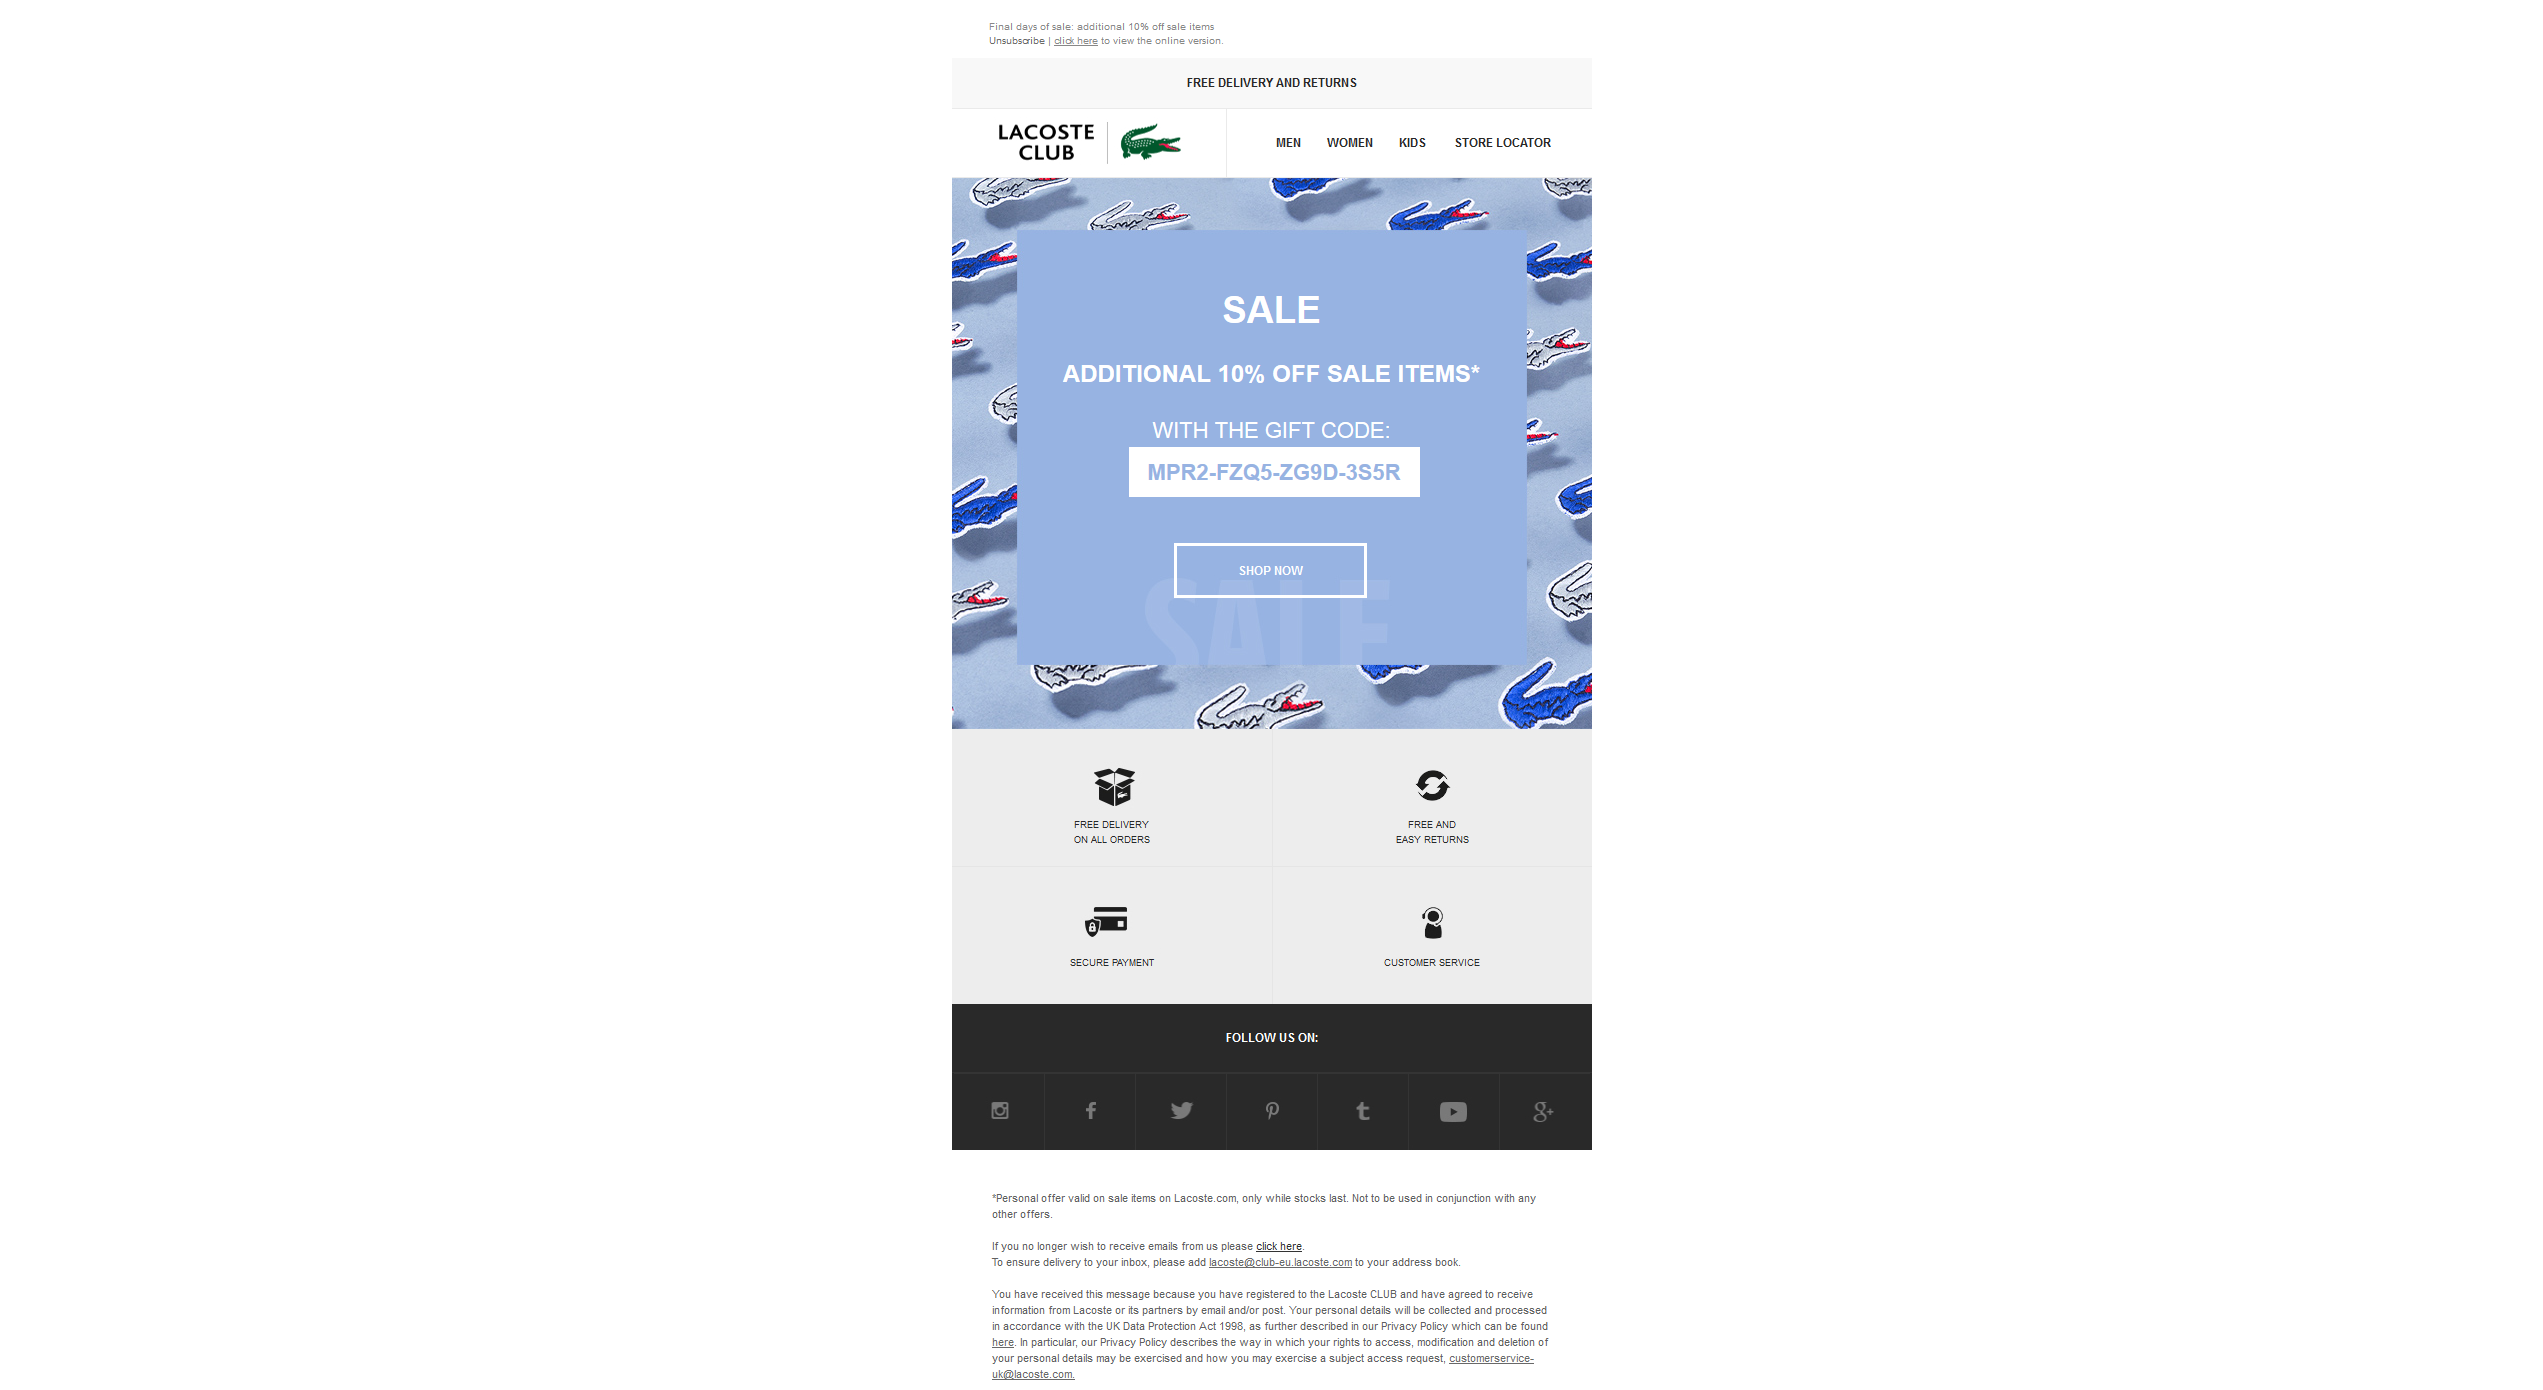 Final days of sale: additional 10% off sale items
Unsubscribe | click here to view the online version.
FREE DELIVERY AND RETURNS
LACOSTE
CLUB
MEN WOMEN KIDS STORE LOCATOR
SALE
ADDITIONAL 10% OFF SALE ITEMS*
WITH THE GIFT CODE:
MPR2-FZQ5-ZG9D-3S5R
SHOP NOW
SALE
FREE DELIVERY
ON ALL ORDERS
FREE AND
EASY RETURNS
SECURE PAYMENT
CUSTOMER SERVICE
FOLLOW US ON:
*Personal offer valid on sale items on Lacoste.com, only while stocks last. Not to be used in conjunction with any
other offers.
If you no longer wish to receive emails from us please click here.
To ensure delivery to your inbox, please add lacoste@club-eu.lacoste.com to your address book.
You have received this message because you have registered to the Lacoste CLUB and have agreed to receive
information from Lacoste or its partners by email and/or post. Your personal details will be collected and processed
in accordance with the UK Data Protection Act 1998, as further described in our Privacy Policy which can be found
here. In particular, our Privacy Policy describes the way in which your rights to access, modification and deletion of
your personal details may be exercised and how you may exercise a subject access request, customerservice-
uk@lacoste.com.